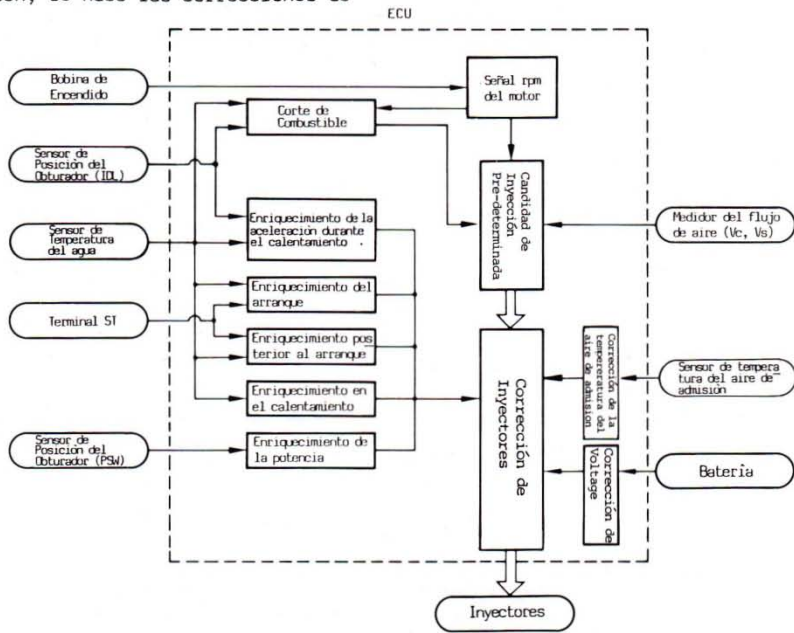 ECU
Bobina de
Encendido
Señal rpm
del motor
Corte de
Combustible
Sensor de
Posición del
Obturador (IDL)
Candidad de
Inyección
Pre-determinada
Enriquecimiento de la
aceleración durante
el calentamiento .
Medidor del flujo
de aire (Vc, Vs)
Sensor de
Temperatura
del agua
Enriquecimiento del
arranque
Terminal ST
Enriquecimiento pos
terior al arranque
Corrección de
Inyectores
Corrección de la
tempereratura del
aire de admision
Sensor de tempera
tura del aire de
admisión
Enriquecimiento en
el calentamiento
Sensor de
Posición del
Obturador (PSW)
Enriquecimiento de
la potencia
Corrección de
Voltage
Batería
Inyectores